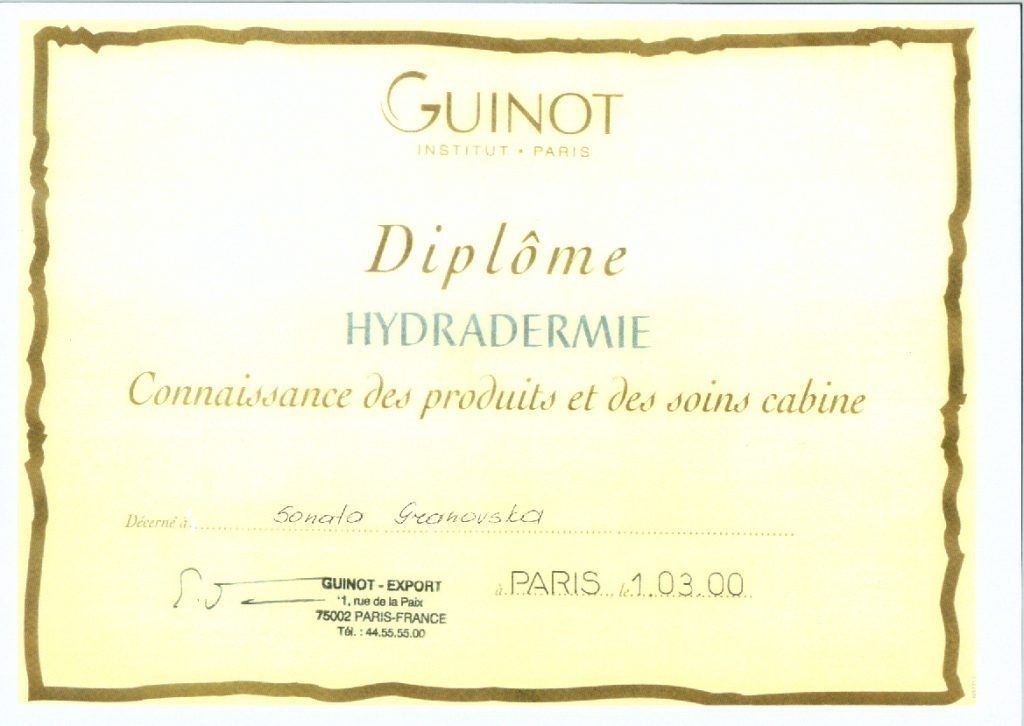 GUINOT
INSTITUT • PARIS
Diplôme
HYDRADERMIE
Connaissance des produits et des soins cabine
Décerné à Sonata Granovska
GUINOT - EXPORT
1, rue de la Paix
75002 PARIS-FRANCE
Tél. : 44.55.55.00
à PARIS le 1.03.00